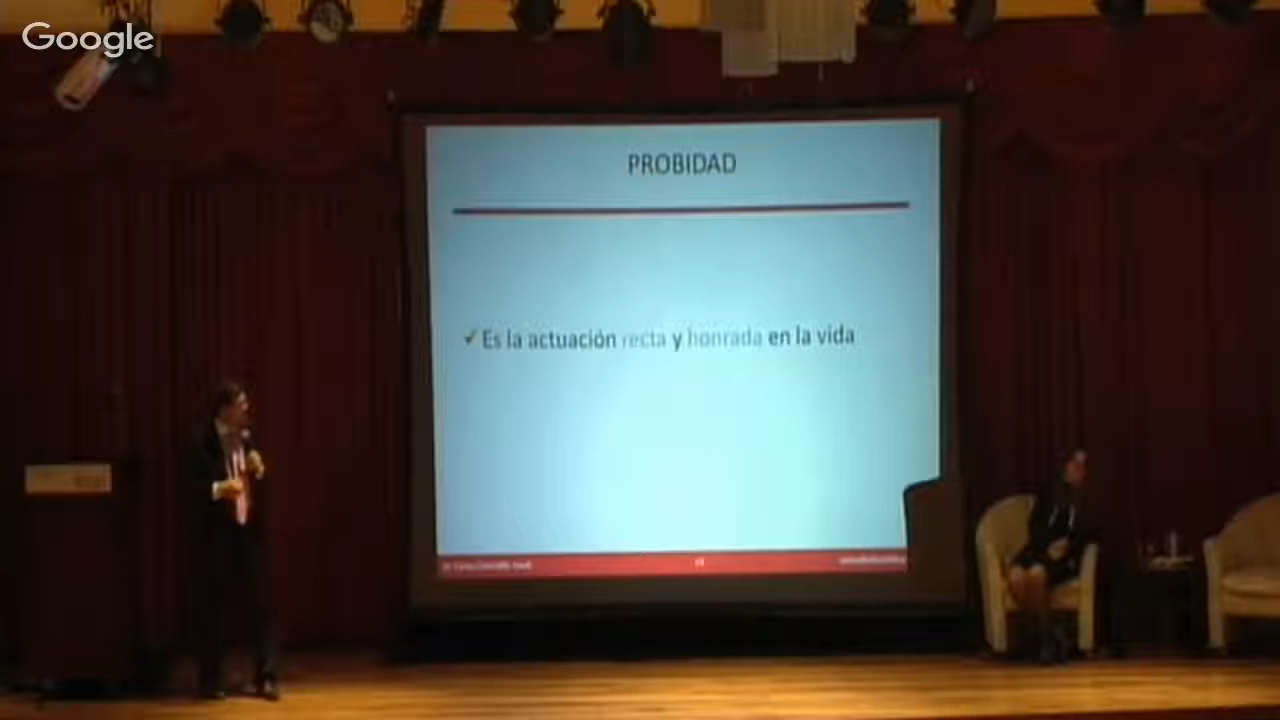 Google
PROBIDAD
✓ Es la actuación recta y honrada en la vida